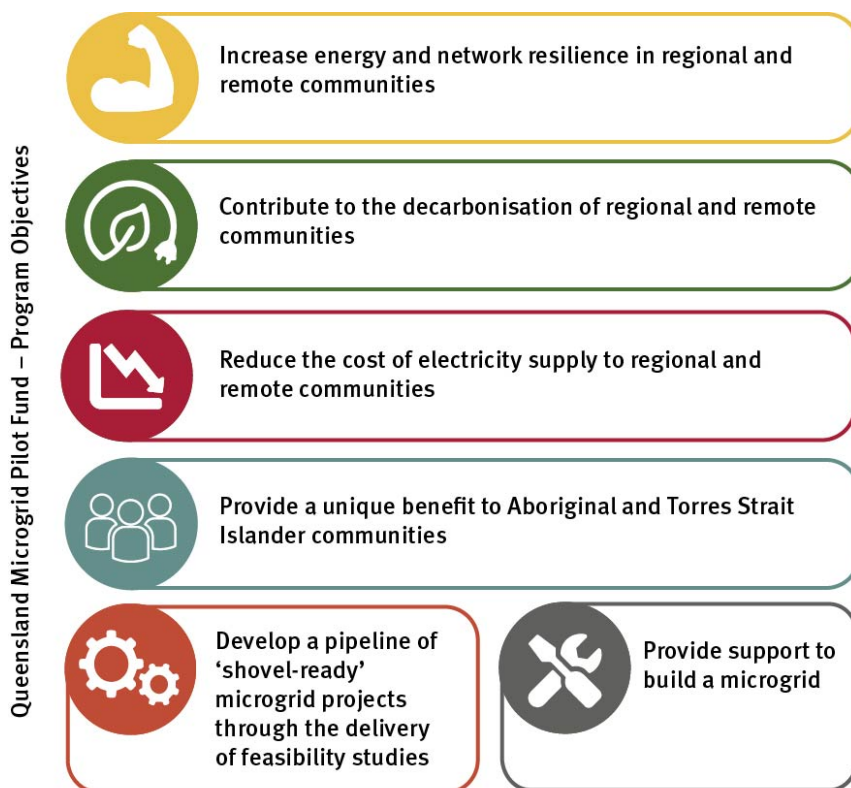 Queensland Microgrid Pilot Fund – Program Objectives
Increase energy and network resilience in regional and
remote communities
Contribute to the decarbonisation of regional and remote
communities
Reduce the cost of electricity supply to regional and
remote communities
Provide a unique benefit to Aboriginal and Torres Strait
Islander communities
Develop a pipeline of
‘shovel-ready’
microgrid projects
through the delivery
of feasibility studies
Provide support to
build a microgrid